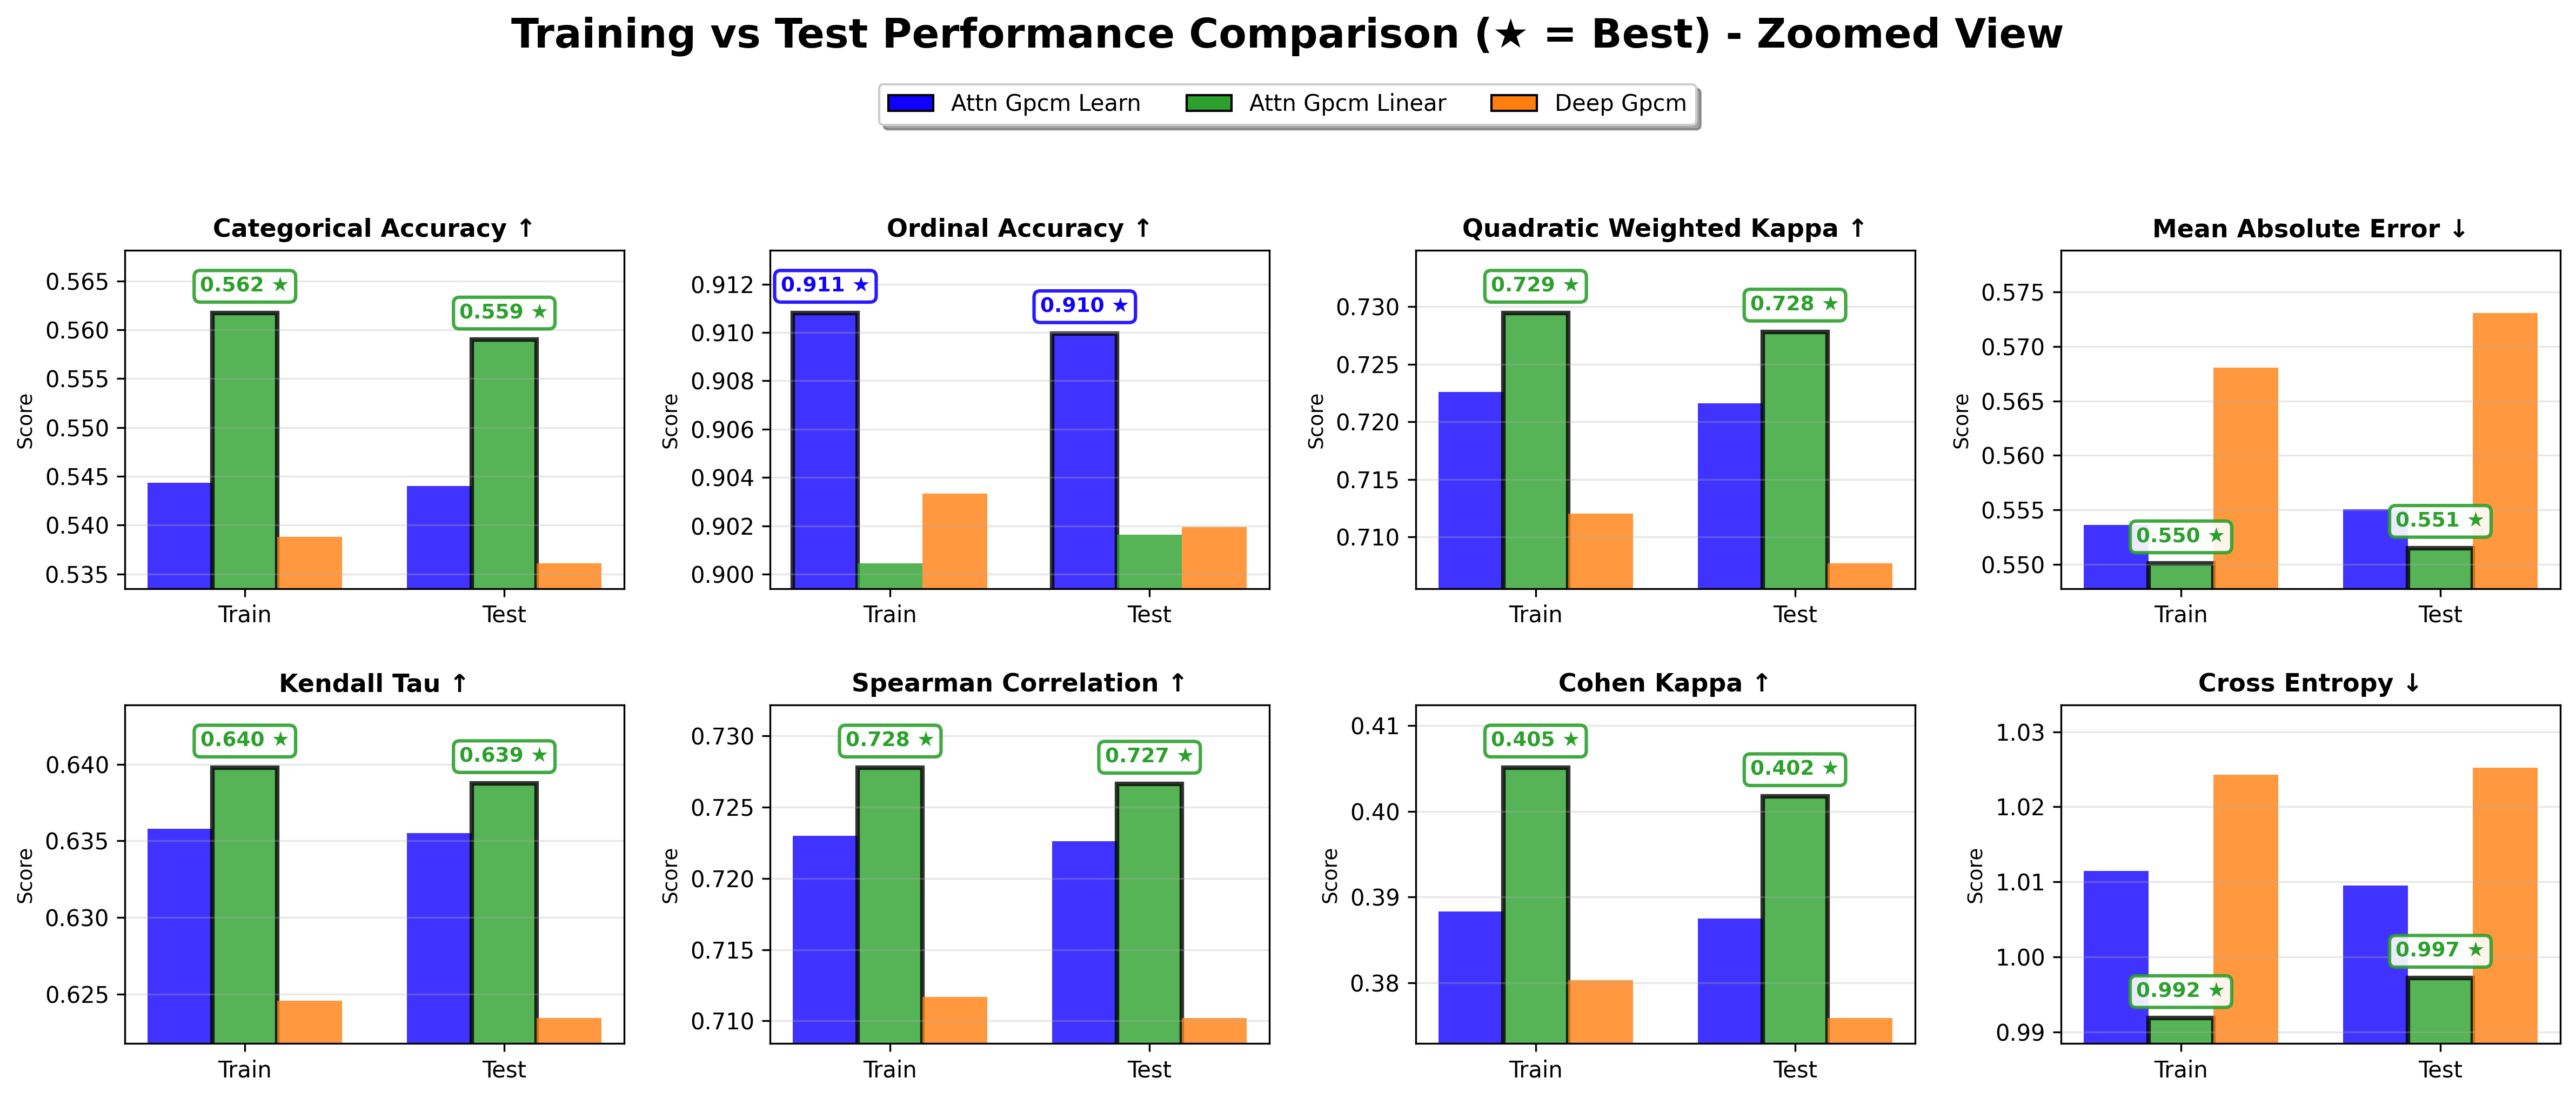 Training vs Test Performance Comparison (★ = Best) - Zoomed View
Attn Gpcm Learn
Attn Gpcm Linear
Deep Gpcm
Categorical Accuracy ↑
Score
0.565
0.560
0.555
0.550
0.545
0.540
0.535
0.562 ★
0.559 ★
Train
Test
Ordinal Accuracy ↑
Score
0.912
0.910
0.908
0.906
0.904
0.902
0.900
0.911 ★
0.910 ★
Train
Test
Quadratic Weighted Kappa ↑
Score
0.730
0.725
0.720
0.715
0.710
0.729 ★
0.728 ★
Train
Test
Mean Absolute Error ↓
Score
0.575
0.570
0.565
0.560
0.555
0.550
0.550 ★
0.551 ★
Train
Test
Kendall Tau ↑
Score
0.640
0.635
0.630
0.625
0.640 ★
0.639 ★
Train
Test
Spearman Correlation ↑
Score
0.730
0.725
0.720
0.715
0.710
0.728 ★
0.727 ★
Train
Test
Cohen Kappa ↑
Score
0.41
0.40
0.39
0.38
0.405 ★
0.402 ★
Train
Test
Cross Entropy ↓
Score
1.03
1.02
1.01
1.00
0.99
0.992 ★
0.997 ★
Train
Test